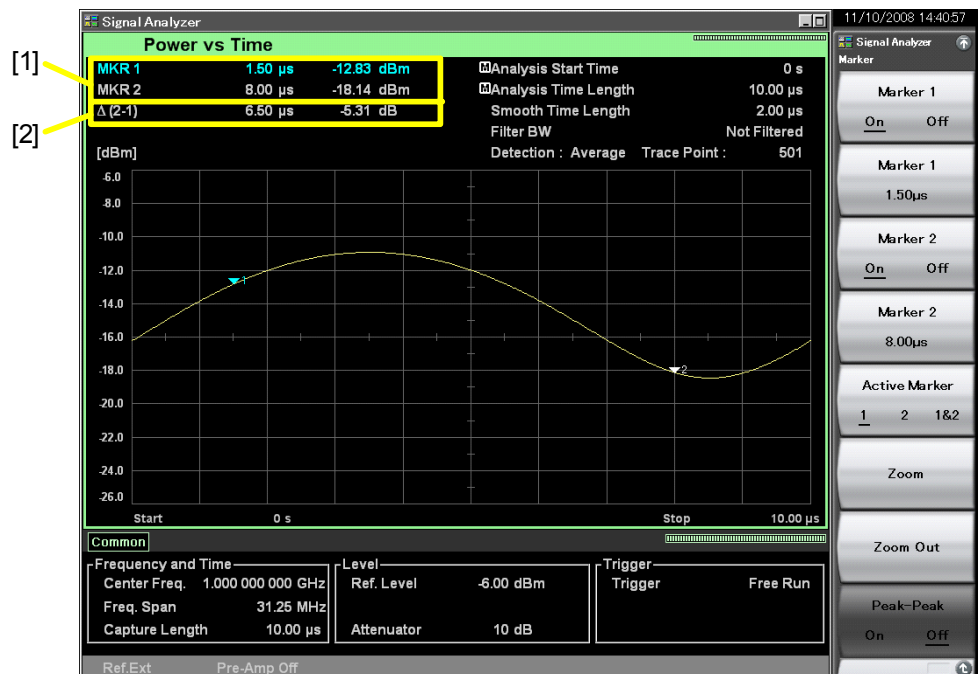 Signal Analyzer
11/10/2008 14:40:57
Power vs Time
[1]
MKR 1 1.50 µs -12.83 dBm
MKR 2 8.00 µs -18.14 dBm
[2]
Δ (2-1) 6.50 µs -5.31 dB
M Analysis Start Time 0 s
M Analysis Time Length 10.00 µs
Smooth Time Length 2.00 µs
Filter BW Not Filtered
Detection : Average Trace Point : 501
[dBm]
-6.0
-8.0
-10.0
-12.0
-14.0
-16.0
-18.0
-20.0
-22.0
-24.0
-26.0
1
2
Start 0 s Stop 10.00 µs
Common
Frequency and Time
Center Freq. 1.000 000 000 GHz
Freq. Span 31.25 MHz
Capture Length 10.00 µs
Level
Ref. Level -6.00 dBm
Attenuator 10 dB
Trigger
Trigger Free Run
Ref.Ext Pre-Amp Off
Signal Analyzer
Marker
Marker 1
On Off
Marker 1
1.50µs
Marker 2
On Off
Marker 2
8.00µs
Active Marker
1 2 1&2
Zoom
Zoom Out
Peak-Peak
On Off